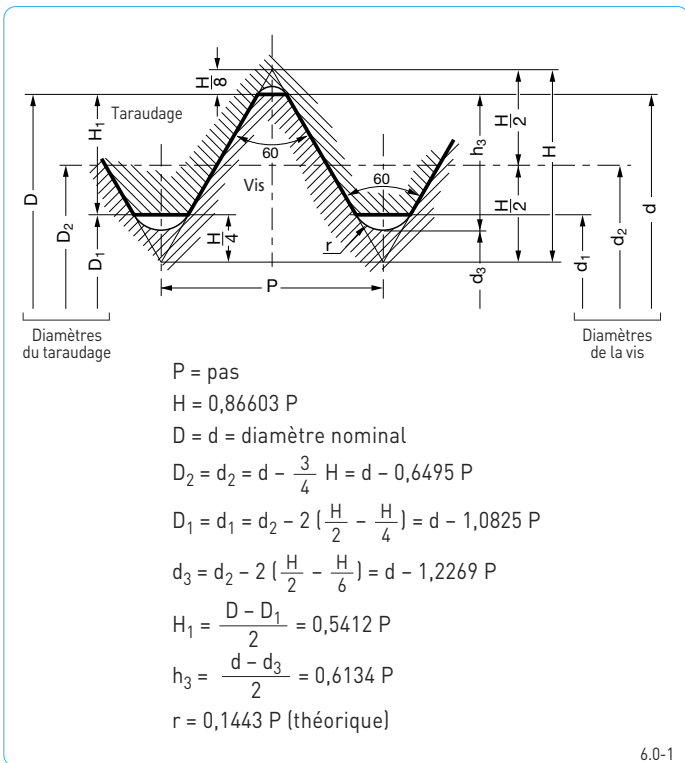 H/8
Taraudage
H₁
60
Vis
60
h₃
H/2
H
H/2
D
D₂
D₁
H/4
r
P
d₃
d₁
d₂
d
Diamètres
du taraudage
Diamètres
de la vis
P = pas
H = 0,86603 P
D = d = diamètre nominal
D₂ = d₂ = d – 3/4 H = d – 0,6495 P
D₁ = d₁ = d₂ – 2 (H/2 – H/4) = d – 1,0825 P
d₃ = d₂ – 2 (H/2 – H/6) = d – 1,2269 P
H₁ = (D – D₁)/2 = 0,5412 P
h₃ = (d – d₃)/2 = 0,6134 P
r = 0,1443 P (théorique)
6.0-1